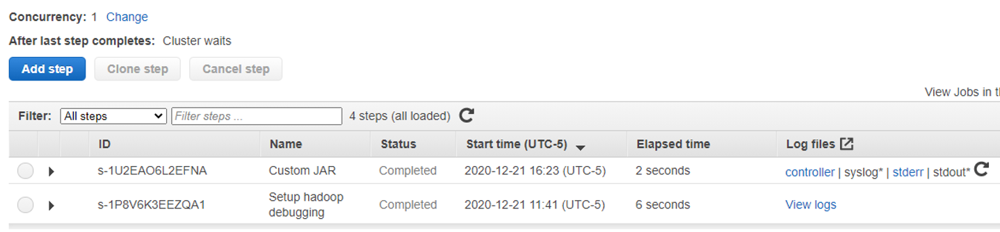 Concurrency: 1 Change
After last step completes: Cluster waits
Add step Clone step Cancel step
View Jobs in t
Filter: All steps Filter steps ... 4 steps (all loaded)
ID Name Status Start time (UTC-5) Elapsed time Log files
s-1U2EAO6L2EFNA Custom JAR Completed 2020-12-21 16:23 (UTC-5) 2 seconds controller | syslog* | stderr | stdout*
s-1P8V6K3EEZQA1 Setup hadoop debugging Completed 2020-12-21 11:41 (UTC-5) 6 seconds View logs